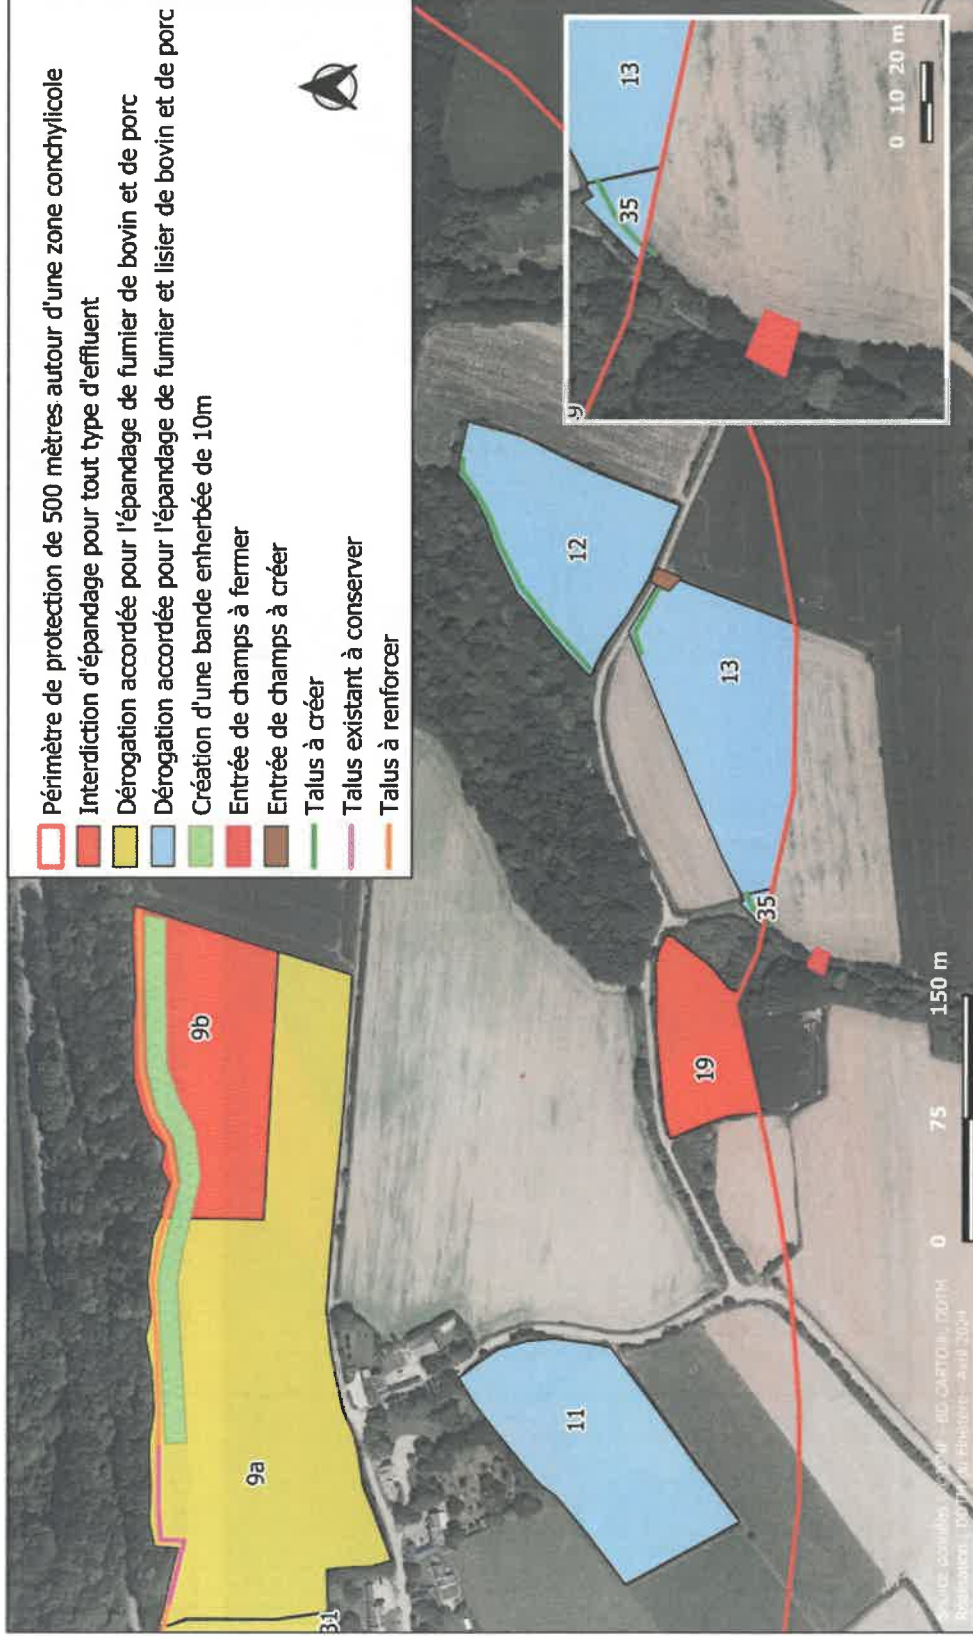 Périmètre de protection de 500 mètres autour d'une zone conchylicole
Interdiction d'épandage pour tout type d'effluent
Dérogation accordée pour l'épandage de fumier de bovin et de porc
Dérogation accordée pour l'épandage de fumier et lisier de bovin et de porc
Création d'une bande enherbée de 10m
Entrée de champs à fermer
Entrée de champs à créer
Talus à créer
Talus existant à conserver
Talus à renforcer
9b
9a
31
12
13
35
19
11
13
35
9
0 10 20 m
0 75 150 m